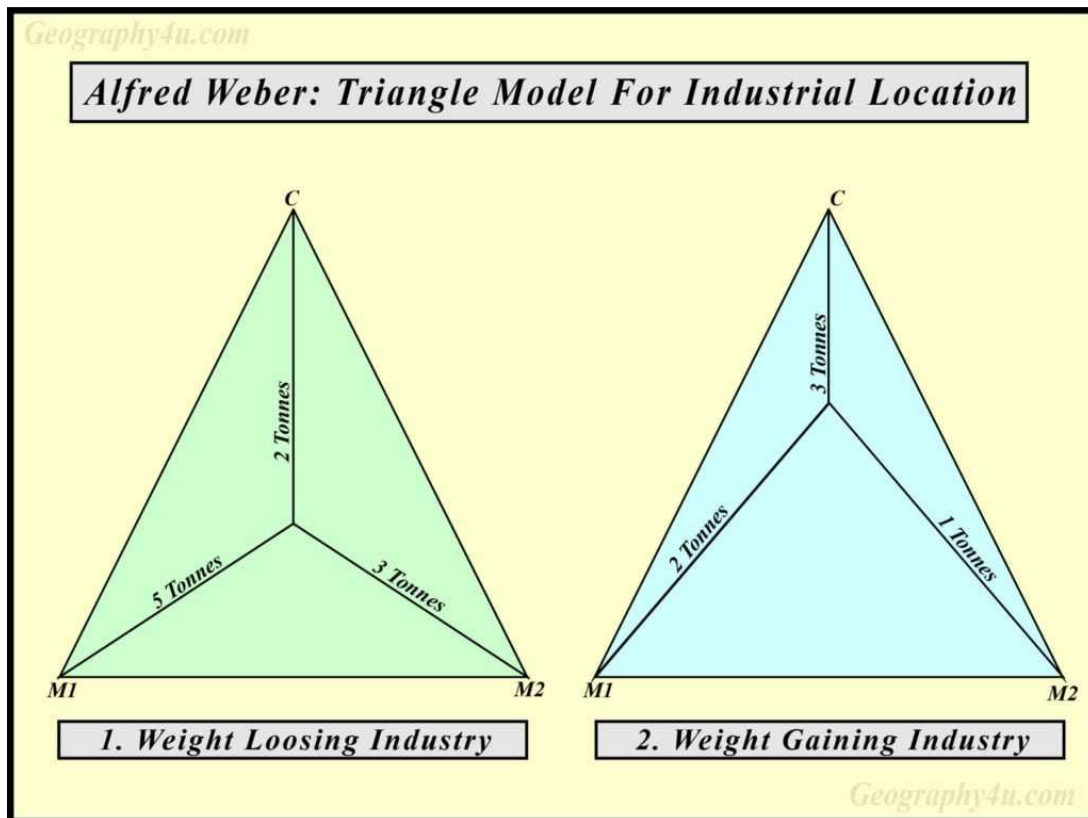 Geography4u.com
Alfred Weber: Triangle Model For Industrial Location
C
2 Tonnes
5 Tonnes
3 Tonnes
M1
M2
1. Weight Loosing Industry
C
3 Tonnes
2 Tonnes
1 Tonnes
M1
M2
2. Weight Gaining Industry
Geography4u.com